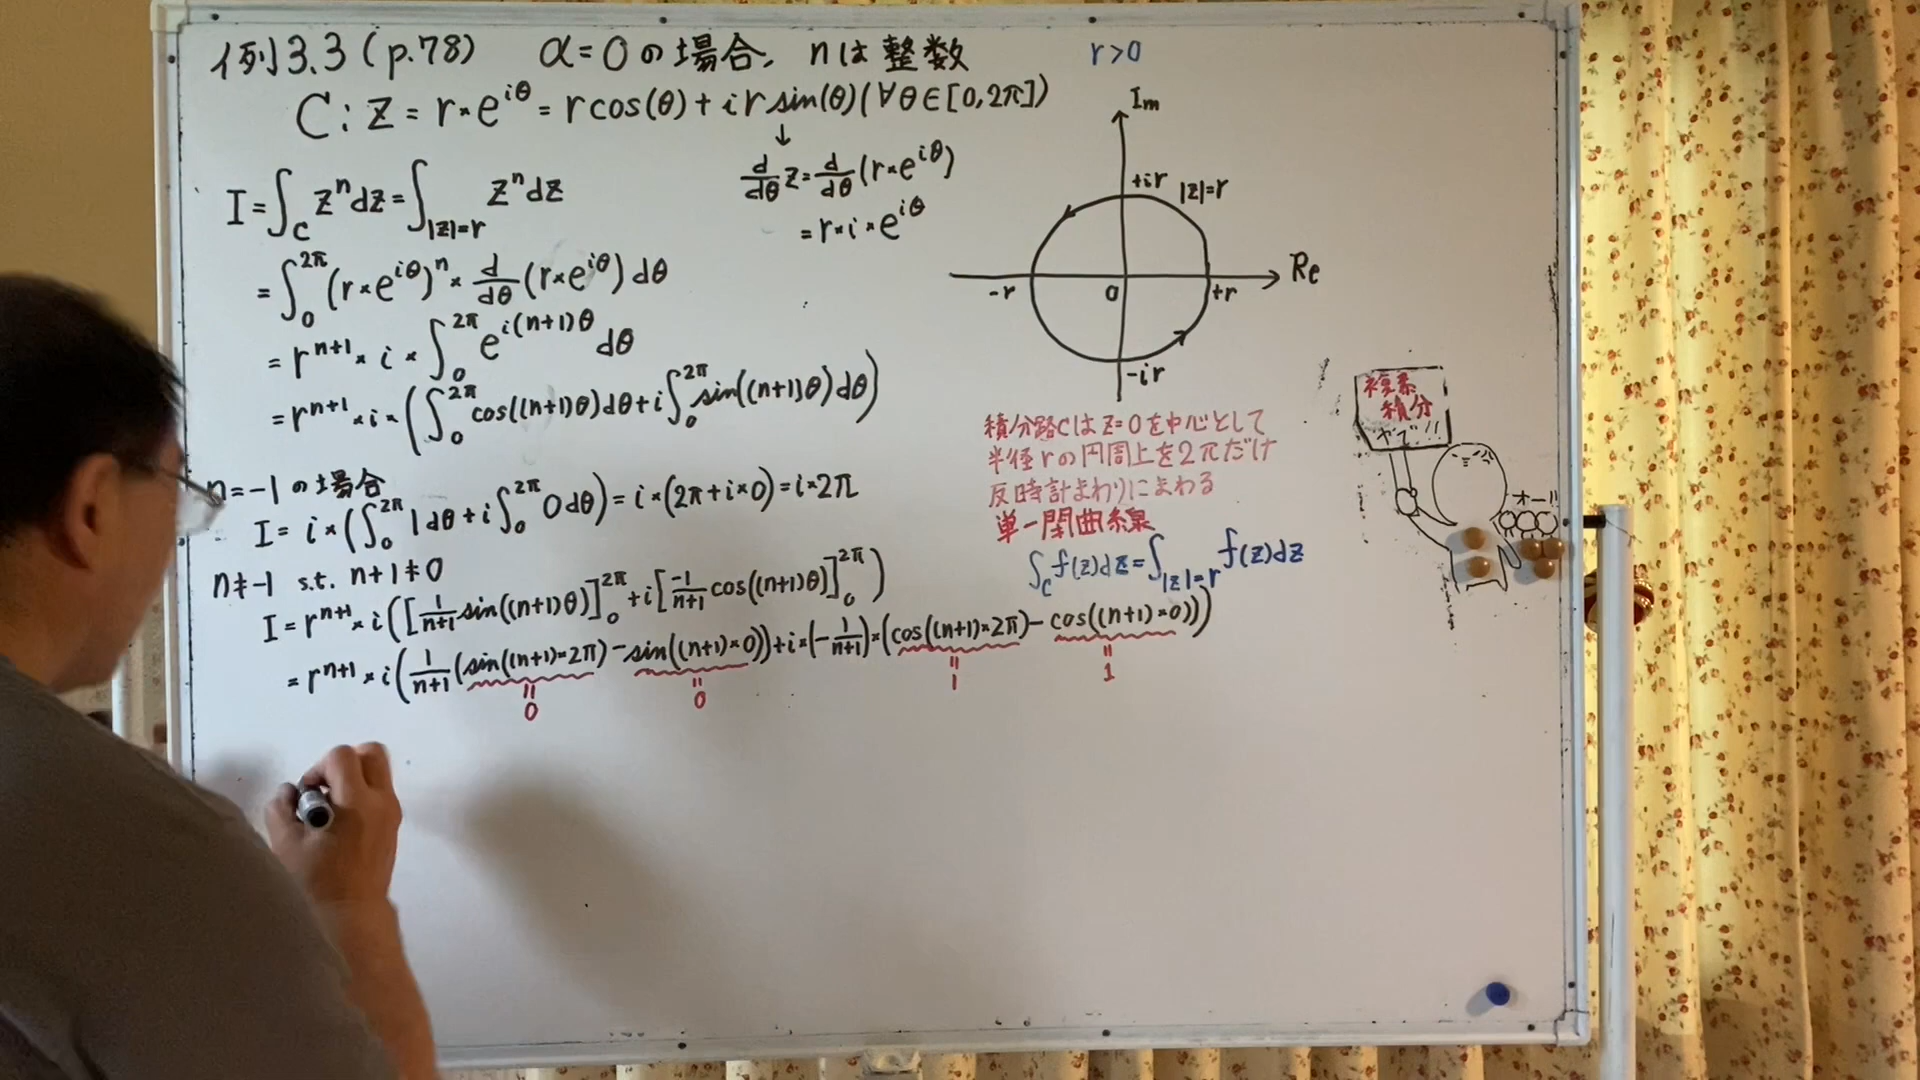 例3.3 (p.78) α=0の場合, nは整数
r>0
C: z = r×e^{iθ} = r cos(θ) + i r sin(θ) (∀θ∈[0,2π])
↓
I = ∫_C z^n dz = ∫_{|z|=r} z^n dz
d/dθ z = d/dθ (r×e^{iθ})
= r×i×e^{iθ}
= ∫_0^{2π} (r×e^{iθ})^n × d/dθ (r×e^{iθ}) dθ
= r^{n+1} × i × ∫_0^{2π} e^{i(n+1)θ} dθ
= r^{n+1} × i × (∫_0^{2π} cos((n+1)θ)dθ + i∫_0^{2π} sin((n+1)θ)dθ)
n=-1の場合
I = i×(∫_0^{2π} 1dθ + i∫_0^{2π} 0dθ) = i×(2π+i×0) = i×2π
n≠-1 s.t. n+1≠0
I = r^{n+1} × i([1/(n+1) sin((n+1)θ)]_0^{2π} + i[-1/(n+1) cos((n+1)θ)]_0^{2π})
= r^{n+1} × i(1/(n+1) (sin((n+1)×2π) - sin((n+1)×0)) + i×(-1/(n+1))×(cos((n+1)×2π) - cos((n+1)×0)))
= 0
= 0
= 1
= 1
Im
+ir
|z|=r
Re
-r
0
+r
-ir
積分路Cはz=0を中心として
半径rの円周上を2πだけ
反時計まわりにまわる
単一閉曲線
∫_C f(z)dz = ∫_{|z|=r} f(z)dz
複素
積分
オー!!